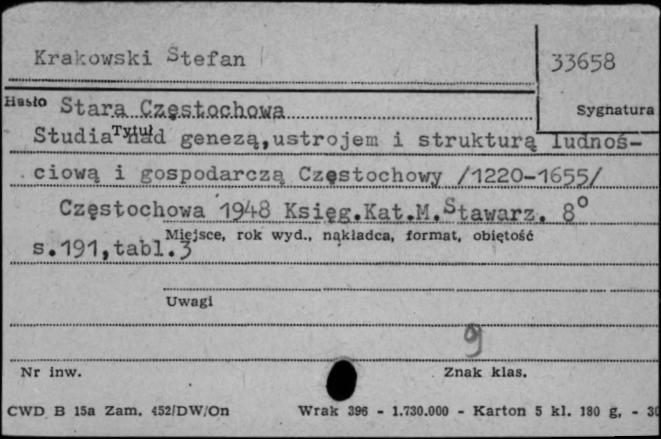 Krakowski Stefan
33658
Hasło Stara Częstochowa
Sygnatura
Tytuł
Studia nad genezą,ustrojem i strukturą ludnoś-
ciową i gospodarczą Częstochowy /1220-1655/
Częstochowa 1948 Księg.Kat.M.Stawarz. 8°
Miejsce, rok wyd., nakładca, format, objętość
s.191,tabl.3
Uwagi
9
Nr inw.
Znak klas.
CWD B 15a Zam. 452/DW/On Wrak 396 - 1.730.000 - Karton 5 kl. 180 g, - 30